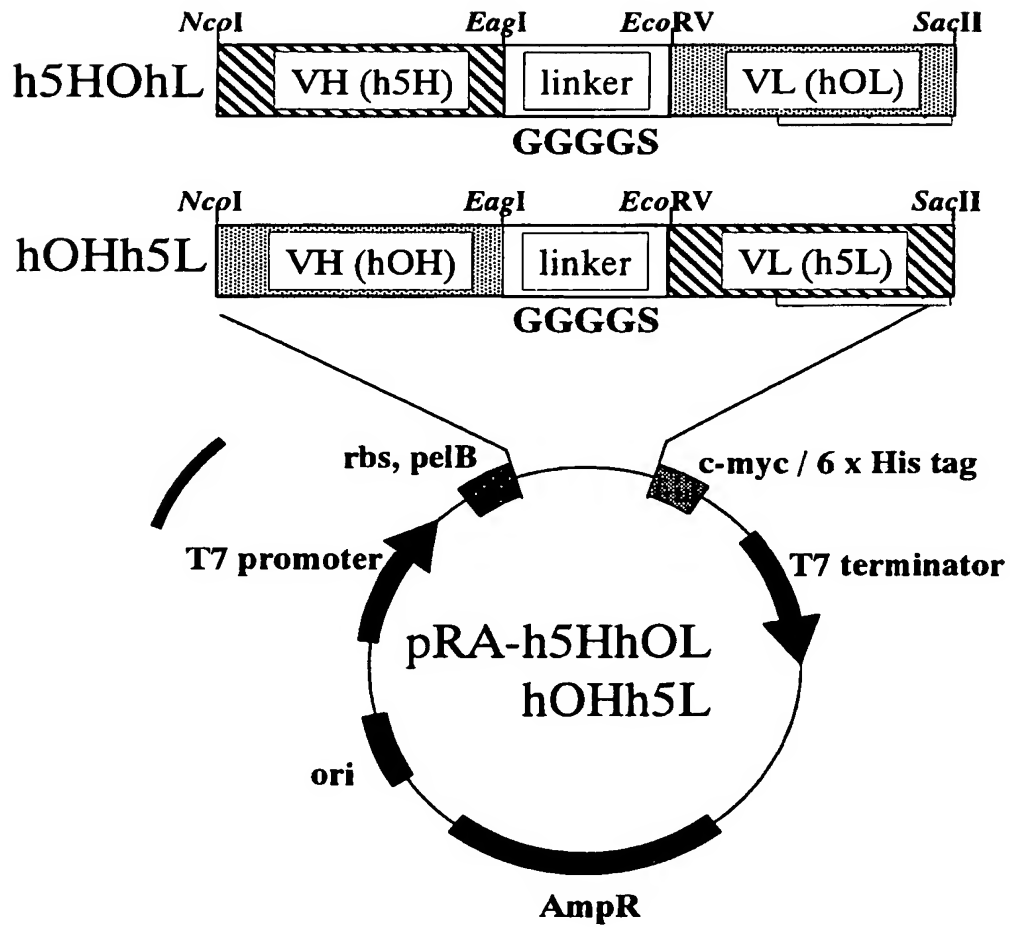 NcoI EagI EcoRV SacII
h5HOhL VH (h5H) linker VL (hOL)
GGGGS
NcoI EagI EcoRV SacII
hOHh5L VH (hOH) linker VL (h5L)
GGGGS
rbs, pelB c-myc / 6 x His tag
T7 promoter T7 terminator
pRA-h5HhOL
hOHh5L
ori
AmpR